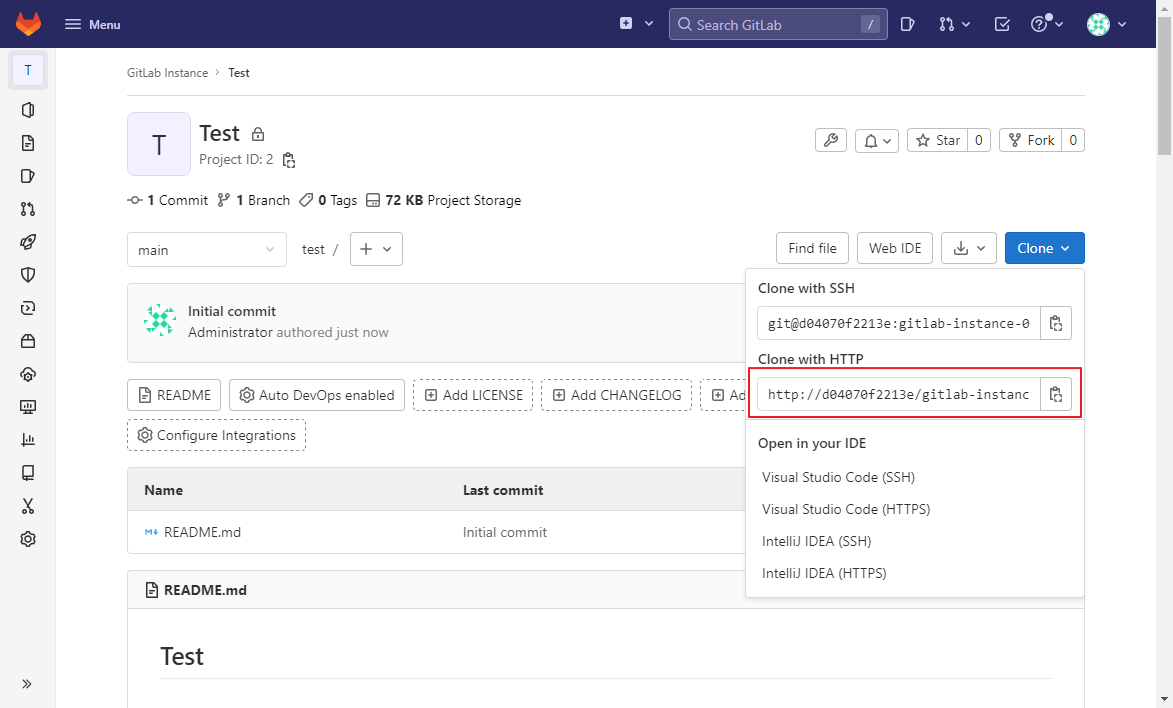 Menu
Search GitLab /
T
GitLab Instance › Test
T
Test
Project ID: 2
Star 0
Fork 0
1 Commit 1 Branch 0 Tags 72 KB Project Storage
main
test /
Find file
Web IDE
Clone
Clone with SSH
git@d04070f2213e:gitlab-instance-0
Clone with HTTP
http://d04070f2213e/gitlab-instanc
Open in your IDE
Visual Studio Code (SSH)
Visual Studio Code (HTTPS)
IntelliJ IDEA (SSH)
IntelliJ IDEA (HTTPS)
Initial commit
Administrator authored just now
README
Auto DevOps enabled
Add LICENSE
Add CHANGELOG
Ad
Configure Integrations
Name Last commit
README.md Initial commit
README.md
Test